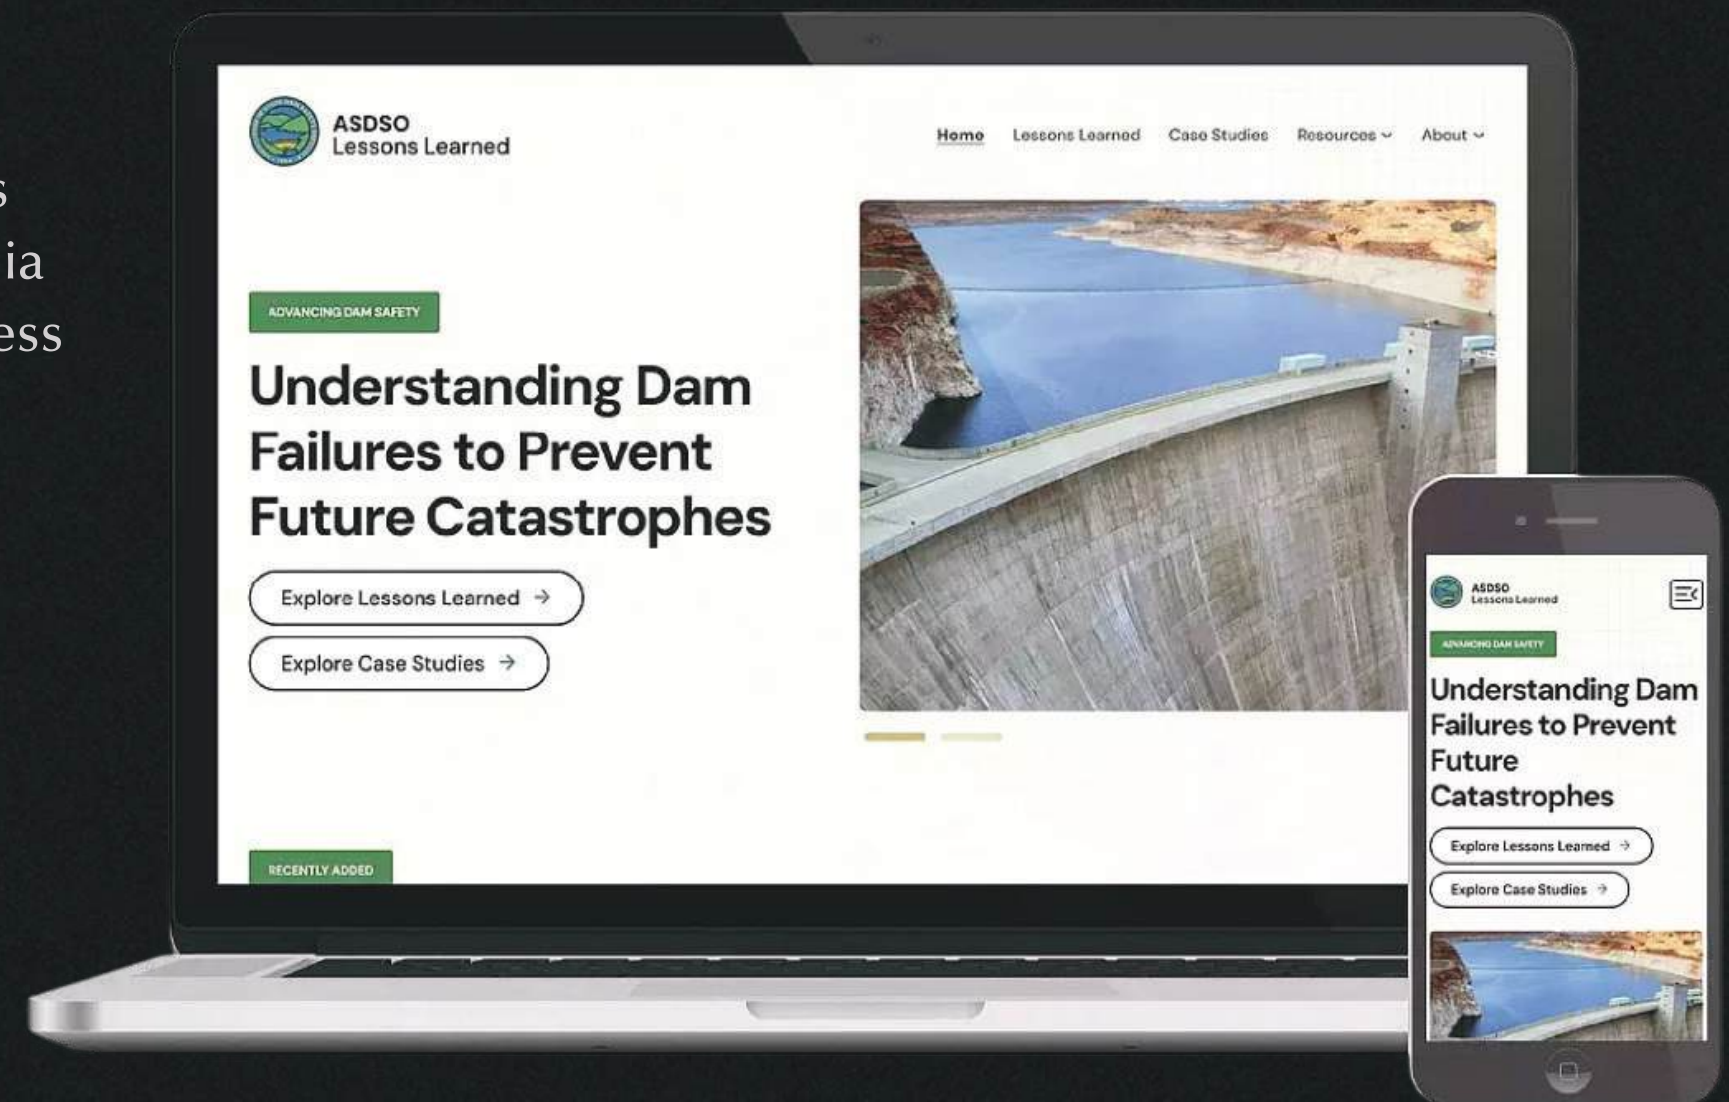 s
ia
ess
ASDSO
Lessons Learned
Home Lessons Learned Case Studies Resources About
ADVANCING DAM SAFETY
Understanding Dam
Failures to Prevent
Future Catastrophes
Explore Lessons Learned →
Explore Case Studies →
RECENTLY ADDED
ASDSO
Lessons Learned
ADVANCING DAM SAFETY
Understanding Dam
Failures to Prevent
Future
Catastrophes
Explore Lessons Learned →
Explore Case Studies →